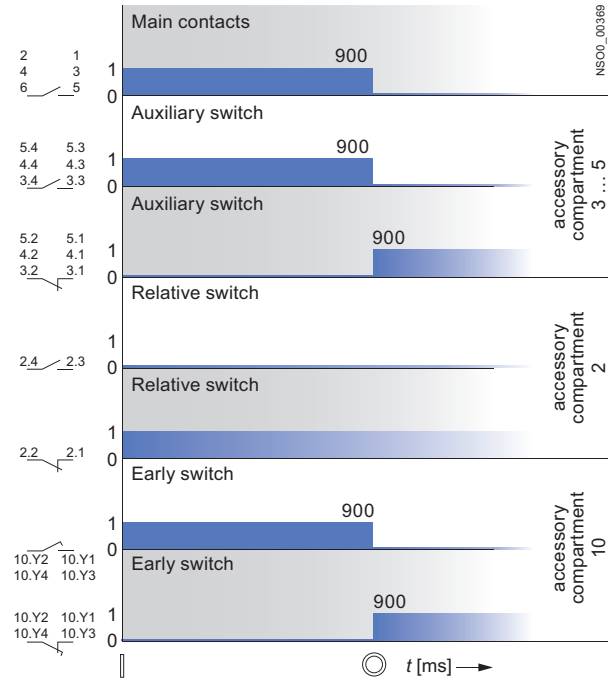 NSO0_00369
Main contacts
900
2 1
4 3
6 5
1
0
Auxiliary switch
900
5.4 5.3
4.4 4.3
3.4 3.3
1
0
Auxiliary switch
900
5.2 5.1
4.2 4.1
3.2 3.1
1
0
accessory
compartment
3 ... 5
Relative switch
1
2.4 2.3
0
Relative switch
1
2.2 2.1
0
accessory
compartment
2
Early switch
900
1
0
10.Y2 10.Y1
10.Y4 10.Y3
Early switch
900
10.Y2 10.Y1
10.Y4 10.Y3
1
0
accessory
compartment
10
t [ms]